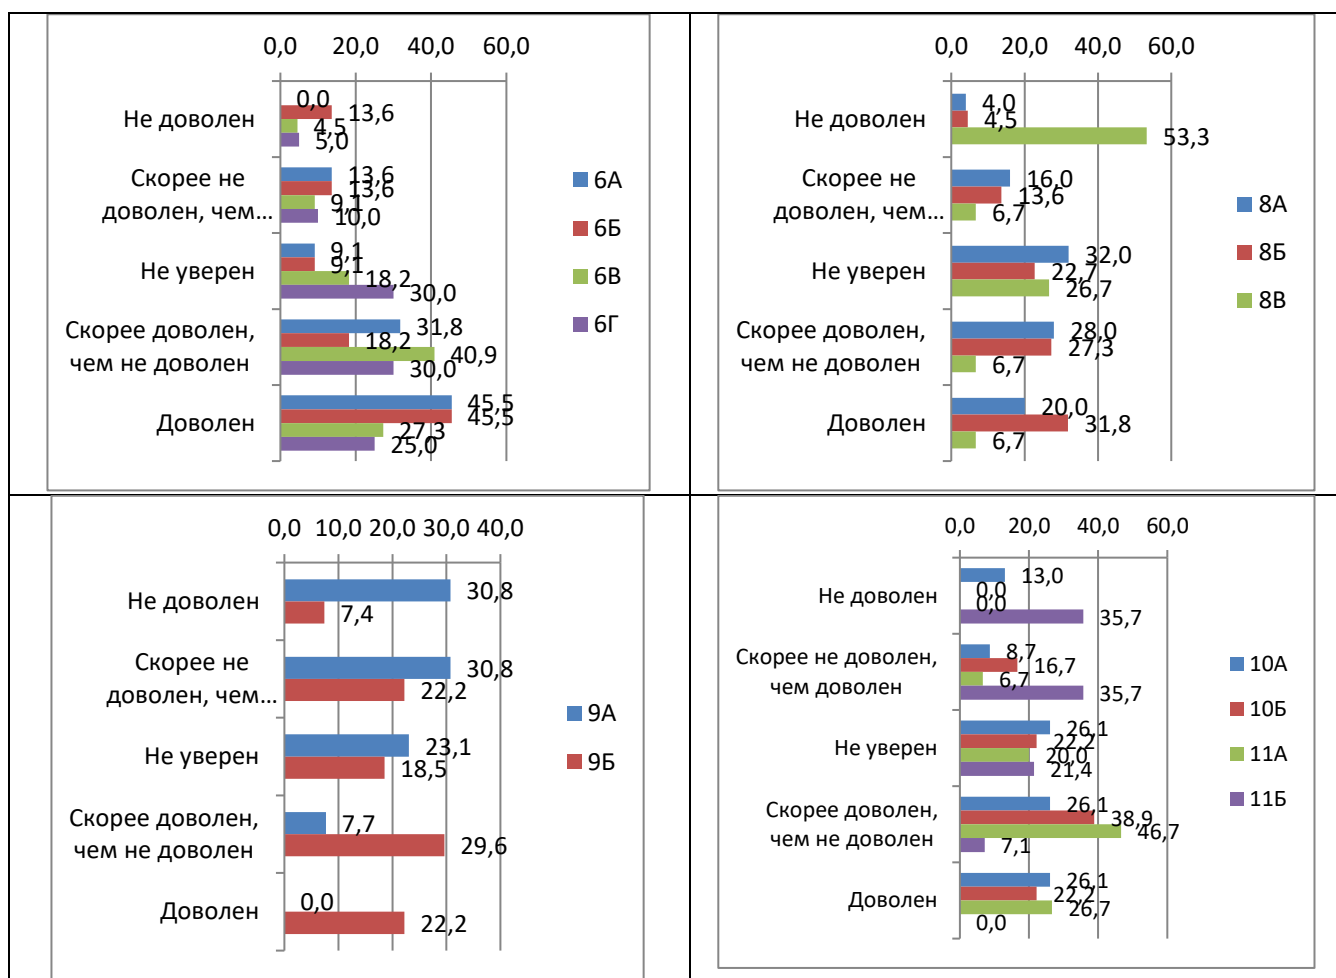 0,0 20,0 40,0 60,0
Не доволен
0,0
13,6
4,5
5,0
Скорее не
доволен, чем...
13,6
13,6
9,1
10,0
Не уверен
9,1
9,1
18,2
30,0
Скорее доволен,
чем не доволен
31,8
18,2
40,9
30,0
Доволен
45,5
45,5
27,3
25,0
6А
6Б
6В
6Г
0,0 20,0 40,0 60,0
Не доволен
4,0
4,5
53,3
Скорее не
доволен, чем...
16,0
13,6
6,7
Не уверен
32,0
22,7
26,7
Скорее доволен,
чем не доволен
28,0
27,3
6,7
Доволен
20,0
31,8
6,7
8А
8Б
8В
0,0 10,0 20,0 30,0 40,0
Не доволен
30,8
7,4
Скорее не
доволен, чем...
30,8
22,2
Не уверен
23,1
18,5
Скорее доволен,
чем не доволен
7,7
29,6
Доволен
0,0
22,2
9А
9Б
0,0 20,0 40,0 60,0
Не доволен
13,0
0,0
0,0
35,7
Скорее не доволен,
чем доволен
8,7
16,7
6,7
35,7
Не уверен
26,1
22,2
20,0
21,4
Скорее доволен,
чем не доволен
26,1
38,9
46,7
7,1
Доволен
26,1
22,2
26,7
0,0
10А
10Б
11А
11Б